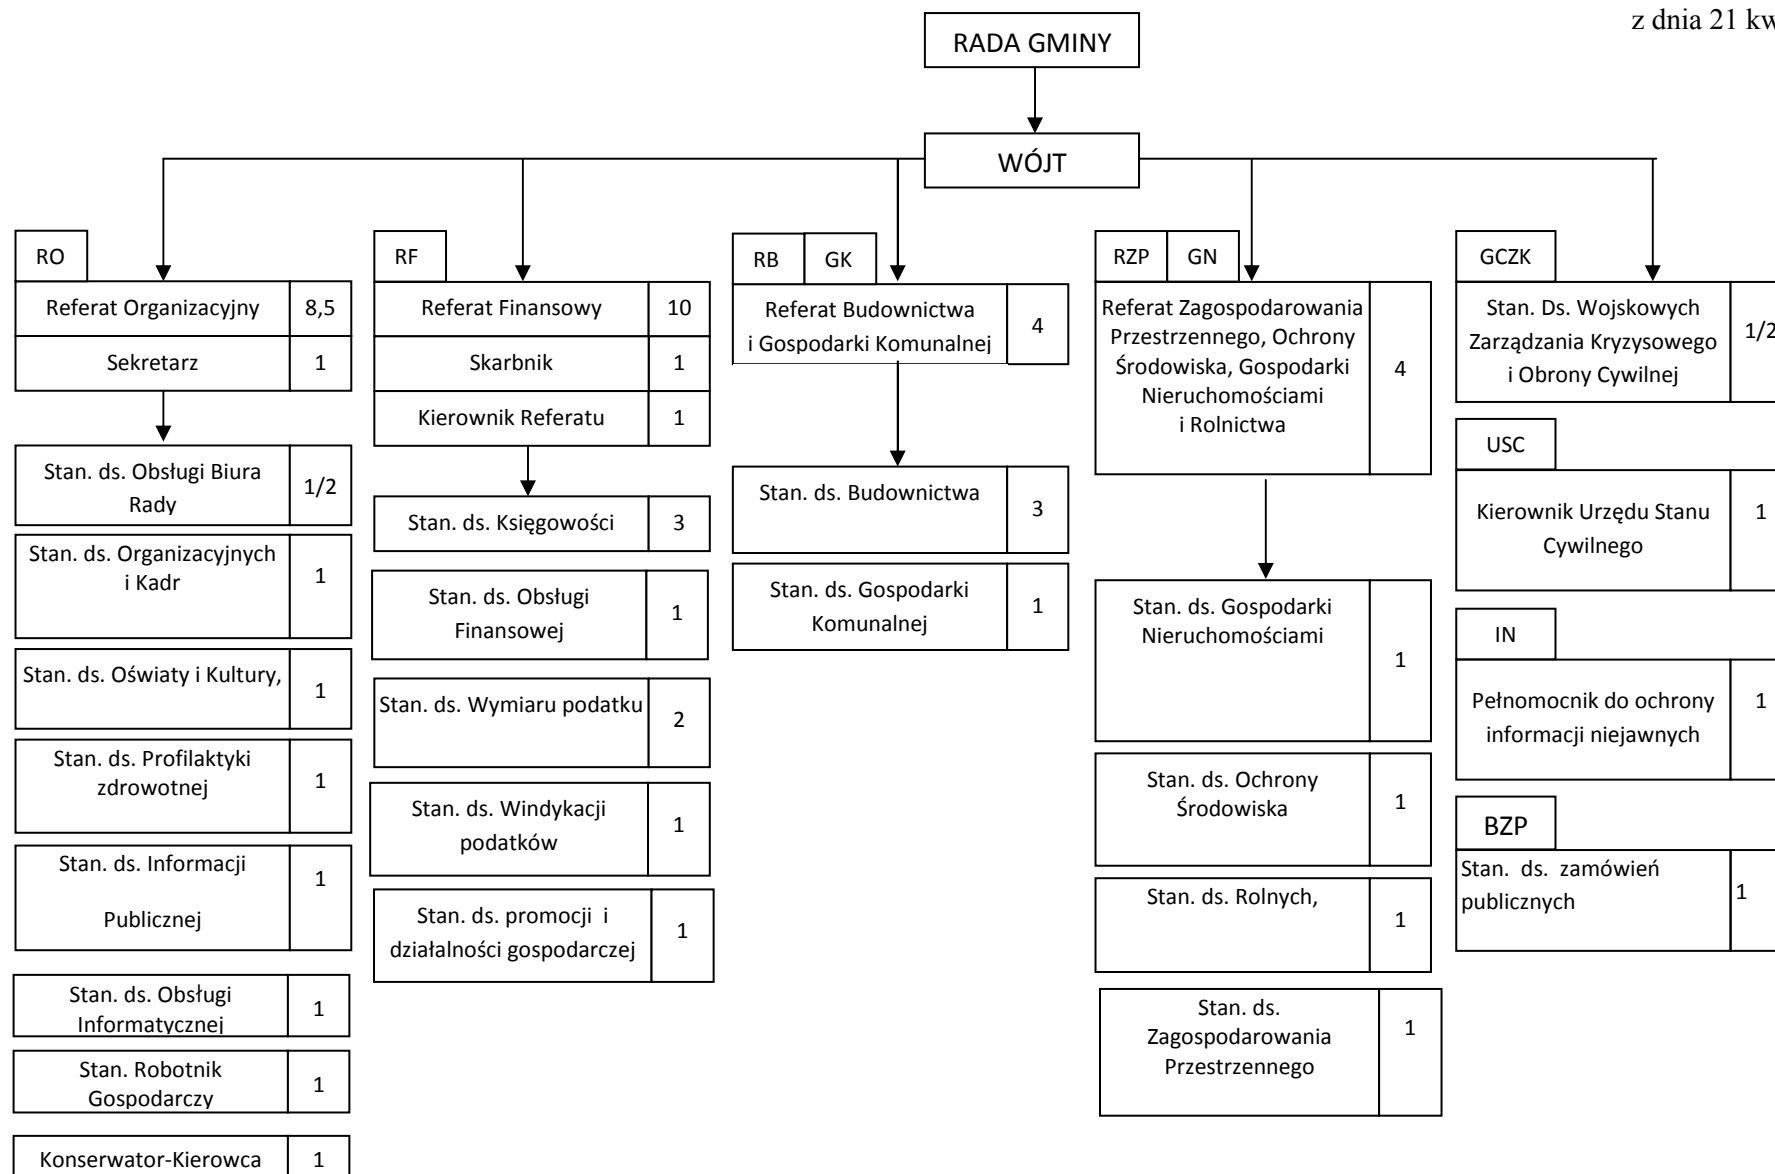 z dnia 21 kw
RADA GMINY
WÓJT
RO
Referat Organizacyjny 8,5
Sekretarz 1
Stan. ds. Obsługi Biura
Rady
1/2
Stan. ds. Organizacyjnych
i Kadr
1
Stan. ds. Oświaty i Kultury,
1
Stan. ds. Profilaktyki
zdrowotnej
1
Stan. ds. Informacji
Publicznej
1
Stan. ds. Obsługi
Informatycznej
1
Stan. Robotnik
Gospodarczy
1
Konserwator-Kierowca 1
RF
Referat Finansowy 10
Skarbnik 1
Kierownik Referatu 1
Stan. ds. Księgowości 3
Stan. ds. Obsługi
Finansowej
1
Stan. ds. Wymiaru podatku
2
Stan. ds. Windykacji
podatków
1
Stan. ds. promocji i
działalności gospodarczej
1
RB GK
Referat Budownictwa
i Gospodarki Komunalnej
4
Stan. ds. Budownictwa
3
Stan. ds. Gospodarki
Komunalnej
1
RZP GN
Referat Zagospodarowania
Przestrzennego, Ochrony
Środowiska, Gospodarki
Nieruchomościami
i Rolnictwa
4
Stan. ds. Gospodarki
Nieruchomościami
1
Stan. ds. Ochrony
Środowiska
1
Stan. ds. Rolnych,
1
Stan. ds.
Zagospodarowania
Przestrzennego
1
GCZK
Stan. Ds. Wojskowych
Zarządzania Kryzysowego
i Obrony Cywilnej
1/2
USC
Kierownik Urzędu Stanu
Cywilnego
1
IN
Pełnomocnik do ochrony
informacji niejawnych
1
BZP
Stan. ds. zamówień
publicznych
1